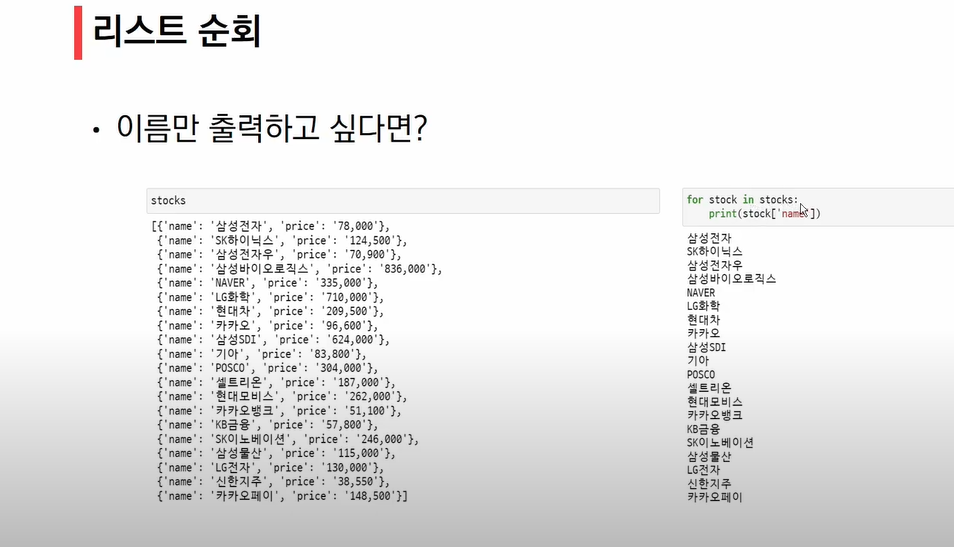 리스트 순회
• 이름만 출력하고 싶다면?
stocks
[{'name': '삼성전자', 'price': '78,000'},
{'name': 'SK하이닉스', 'price': '124,500'},
{'name': '삼성전자우', 'price': '70,900'},
{'name': '삼성바이오로직스', 'price': '836,000'},
{'name': 'NAVER', 'price': '335,000'},
{'name': 'LG화학', 'price': '710,000'},
{'name': '현대차', 'price': '209,500'},
{'name': '카카오', 'price': '96,600'},
{'name': '삼성SDI', 'price': '624,000'},
{'name': '기아', 'price': '83,800'},
{'name': 'POSCO', 'price': '304,000'},
{'name': '셀트리온', 'price': '187,000'},
{'name': '현대모비스', 'price': '262,000'},
{'name': '카카오뱅크', 'price': '51,100'},
{'name': 'KB금융', 'price': '57,800'},
{'name': 'SK이노베이션', 'price': '246,000'},
{'name': '삼성물산', 'price': '115,000'},
{'name': 'LG전자', 'price': '130,000'},
{'name': '신한지주', 'price': '38,550'},
{'name': '카카오페이', 'price': '148,500'}]
for stock in stocks:
print(stock['name'])
삼성전자
SK하이닉스
삼성전자우
삼성바이오로직스
NAVER
LG화학
현대차
카카오
삼성SDI
기아
POSCO
셀트리온
현대모비스
카카오뱅크
KB금융
SK이노베이션
삼성물산
LG전자
신한지주
카카오페이